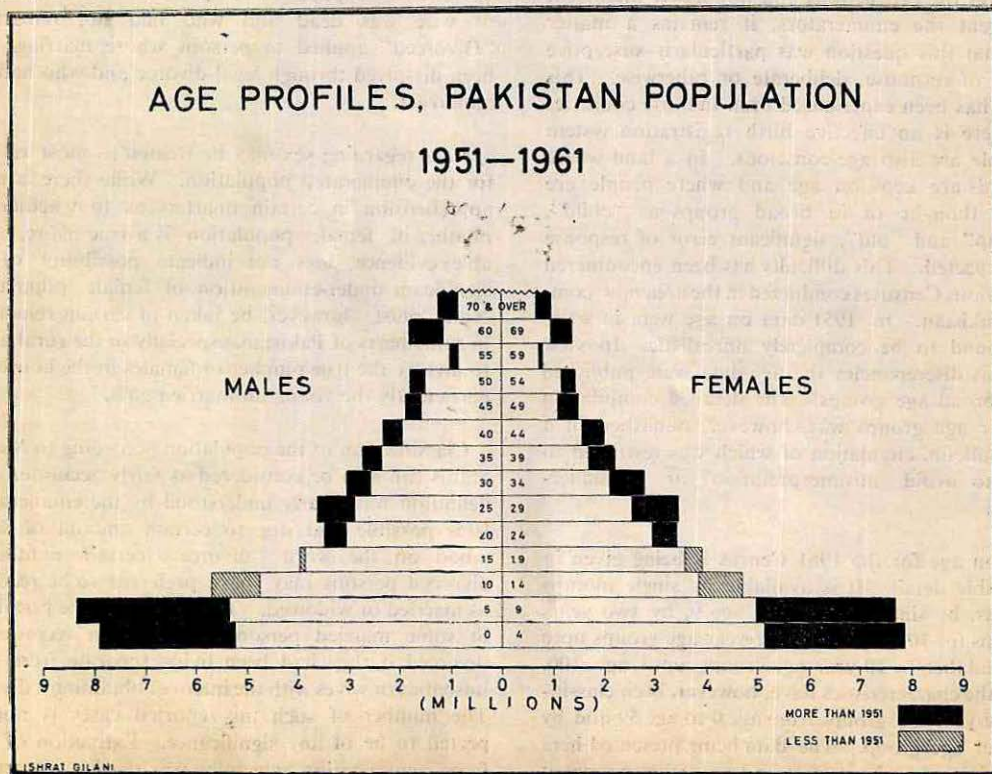 AGE PROFILES, PAKISTAN POPULATION
1951—1961
70 & OVER
60 69
55 59
MALES
50 54
FEMALES
45 49
40 44
35 39
30 34
25 29
20 24
15 19
10 14
5 9
0 4
9 8 7 6 5 4 3 2 1 0 1 2 3 4 5 6 7 8 9
(MILLIONS)
MORE THAN 1951
LESS THAN 1951
ISHRAT GILANI